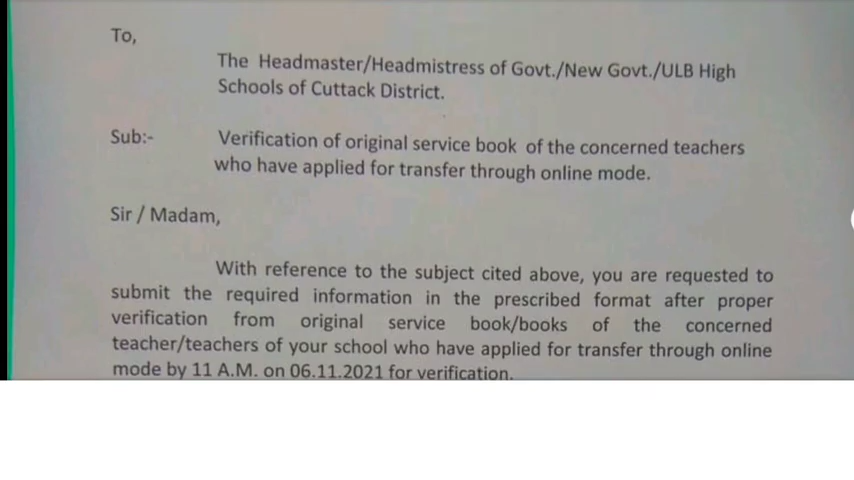 To,
The Headmaster/Headmistress of Govt./New Govt./ULB High
Schools of Cuttack District.
Sub:- Verification of original service book of the concerned teachers
who have applied for transfer through online mode.
Sir / Madam,
With reference to the subject cited above, you are requested to
submit the required information in the prescribed format after proper
verification from original service book/books of the concerned
teacher/teachers of your school who have applied for transfer through online
mode by 11 A.M. on 06.11.2021 for verification.